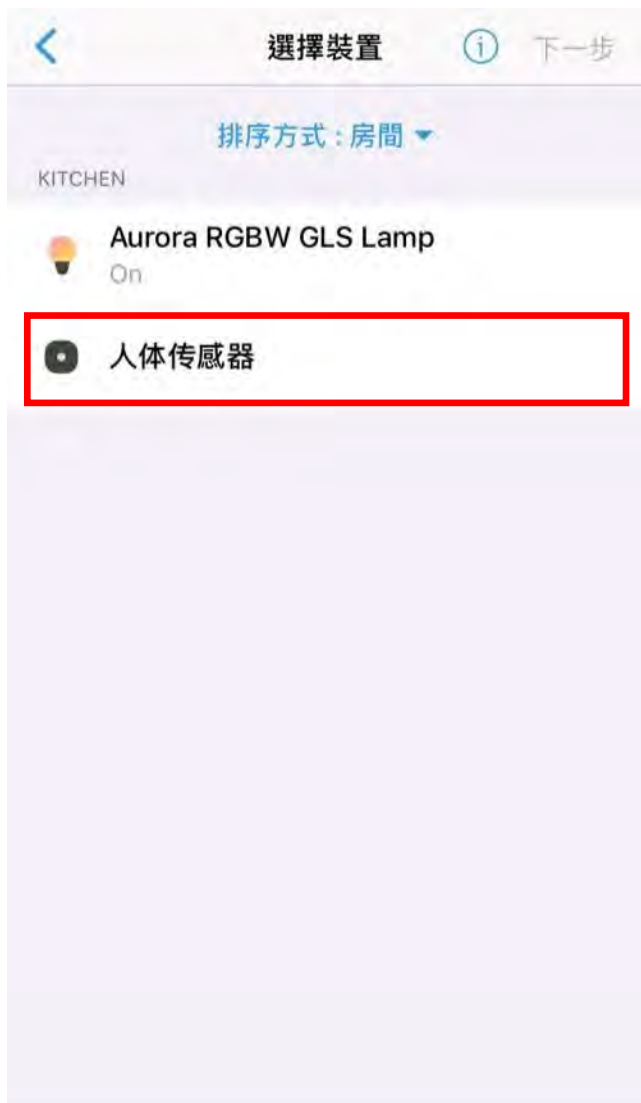 選擇裝置
下一步
排序方式 : 房間
KITCHEN
Aurora RGBW GLS Lamp
On
人体传感器